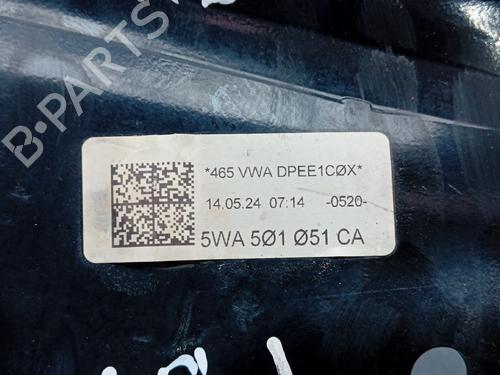 B-PARTS
*465 VWA DPEE1CØX*
14.05.24 07:14 -0520-
5WA 5Ø1 Ø51 CA